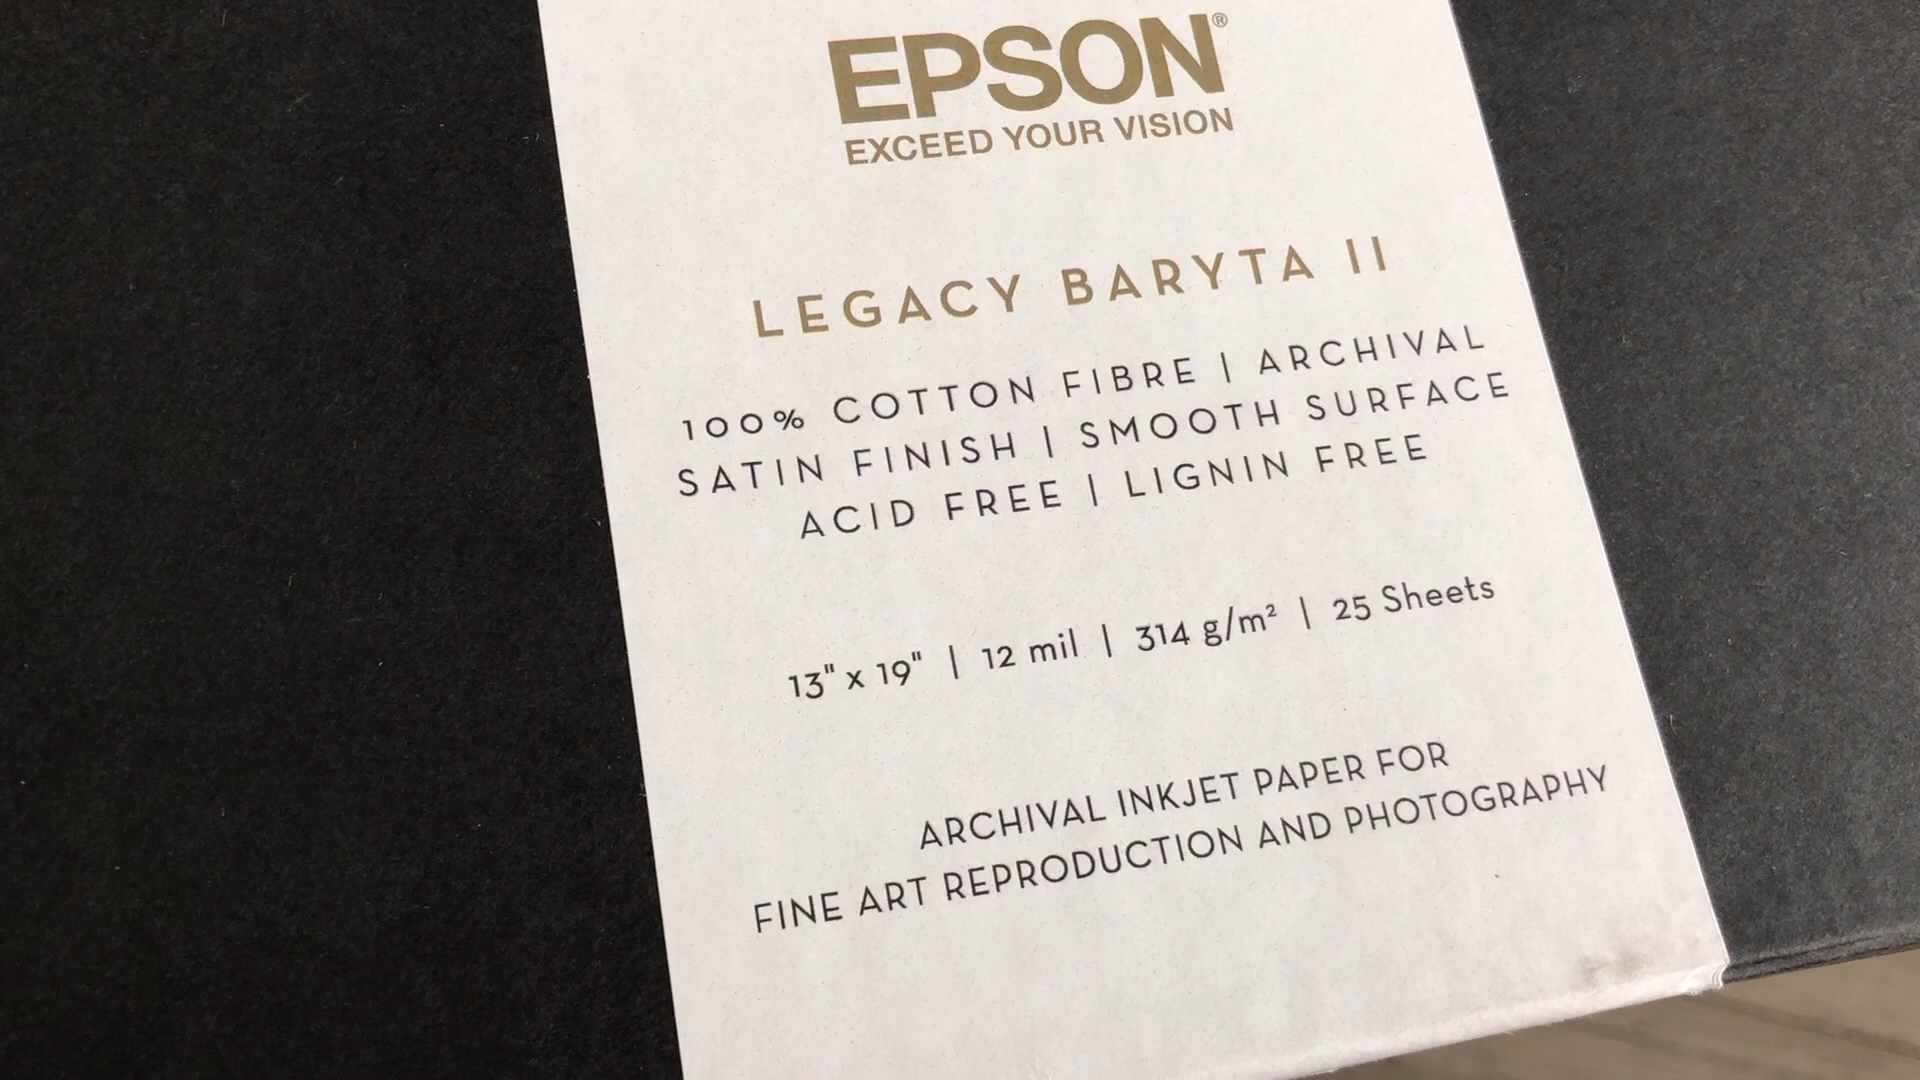 EPSON®
EXCEED YOUR VISION
LEGACY BARYTA II
100% COTTON FIBRE | ARCHIVAL
SATIN FINISH | SMOOTH SURFACE
ACID FREE | LIGNIN FREE
13" x 19" | 12 mil | 314 g/m² | 25 Sheets
ARCHIVAL INKJET PAPER FOR
FINE ART REPRODUCTION AND PHOTOGRAPHY